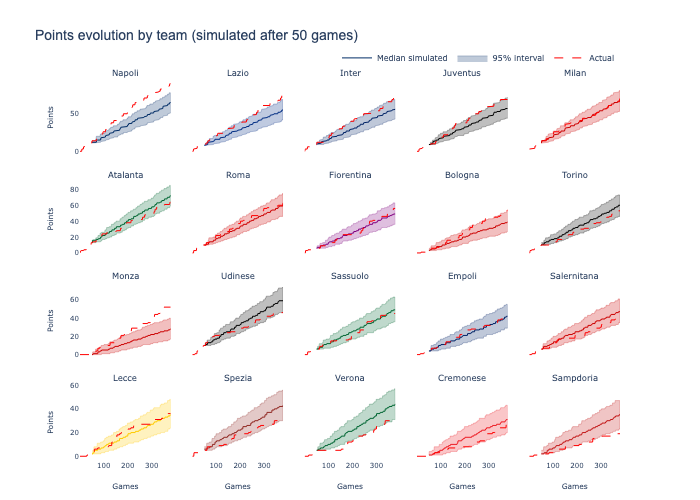 Points evolution by team (simulated after 50 games)
Median simulated 95% interval Actual
Napoli Lazio Inter Juventus Milan
Points
50
0
Atalanta Roma Fiorentina Bologna Torino
Points
80
60
40
20
0
Monza Udinese Sassuolo Empoli Salernitana
Points
60
40
20
0
Lecce Spezia Verona Cremonese Sampdoria
Points
60
40
20
0
100 200 300 100 200 300 100 200 300 100 200 300 100 200 300
Games Games Games Games Games